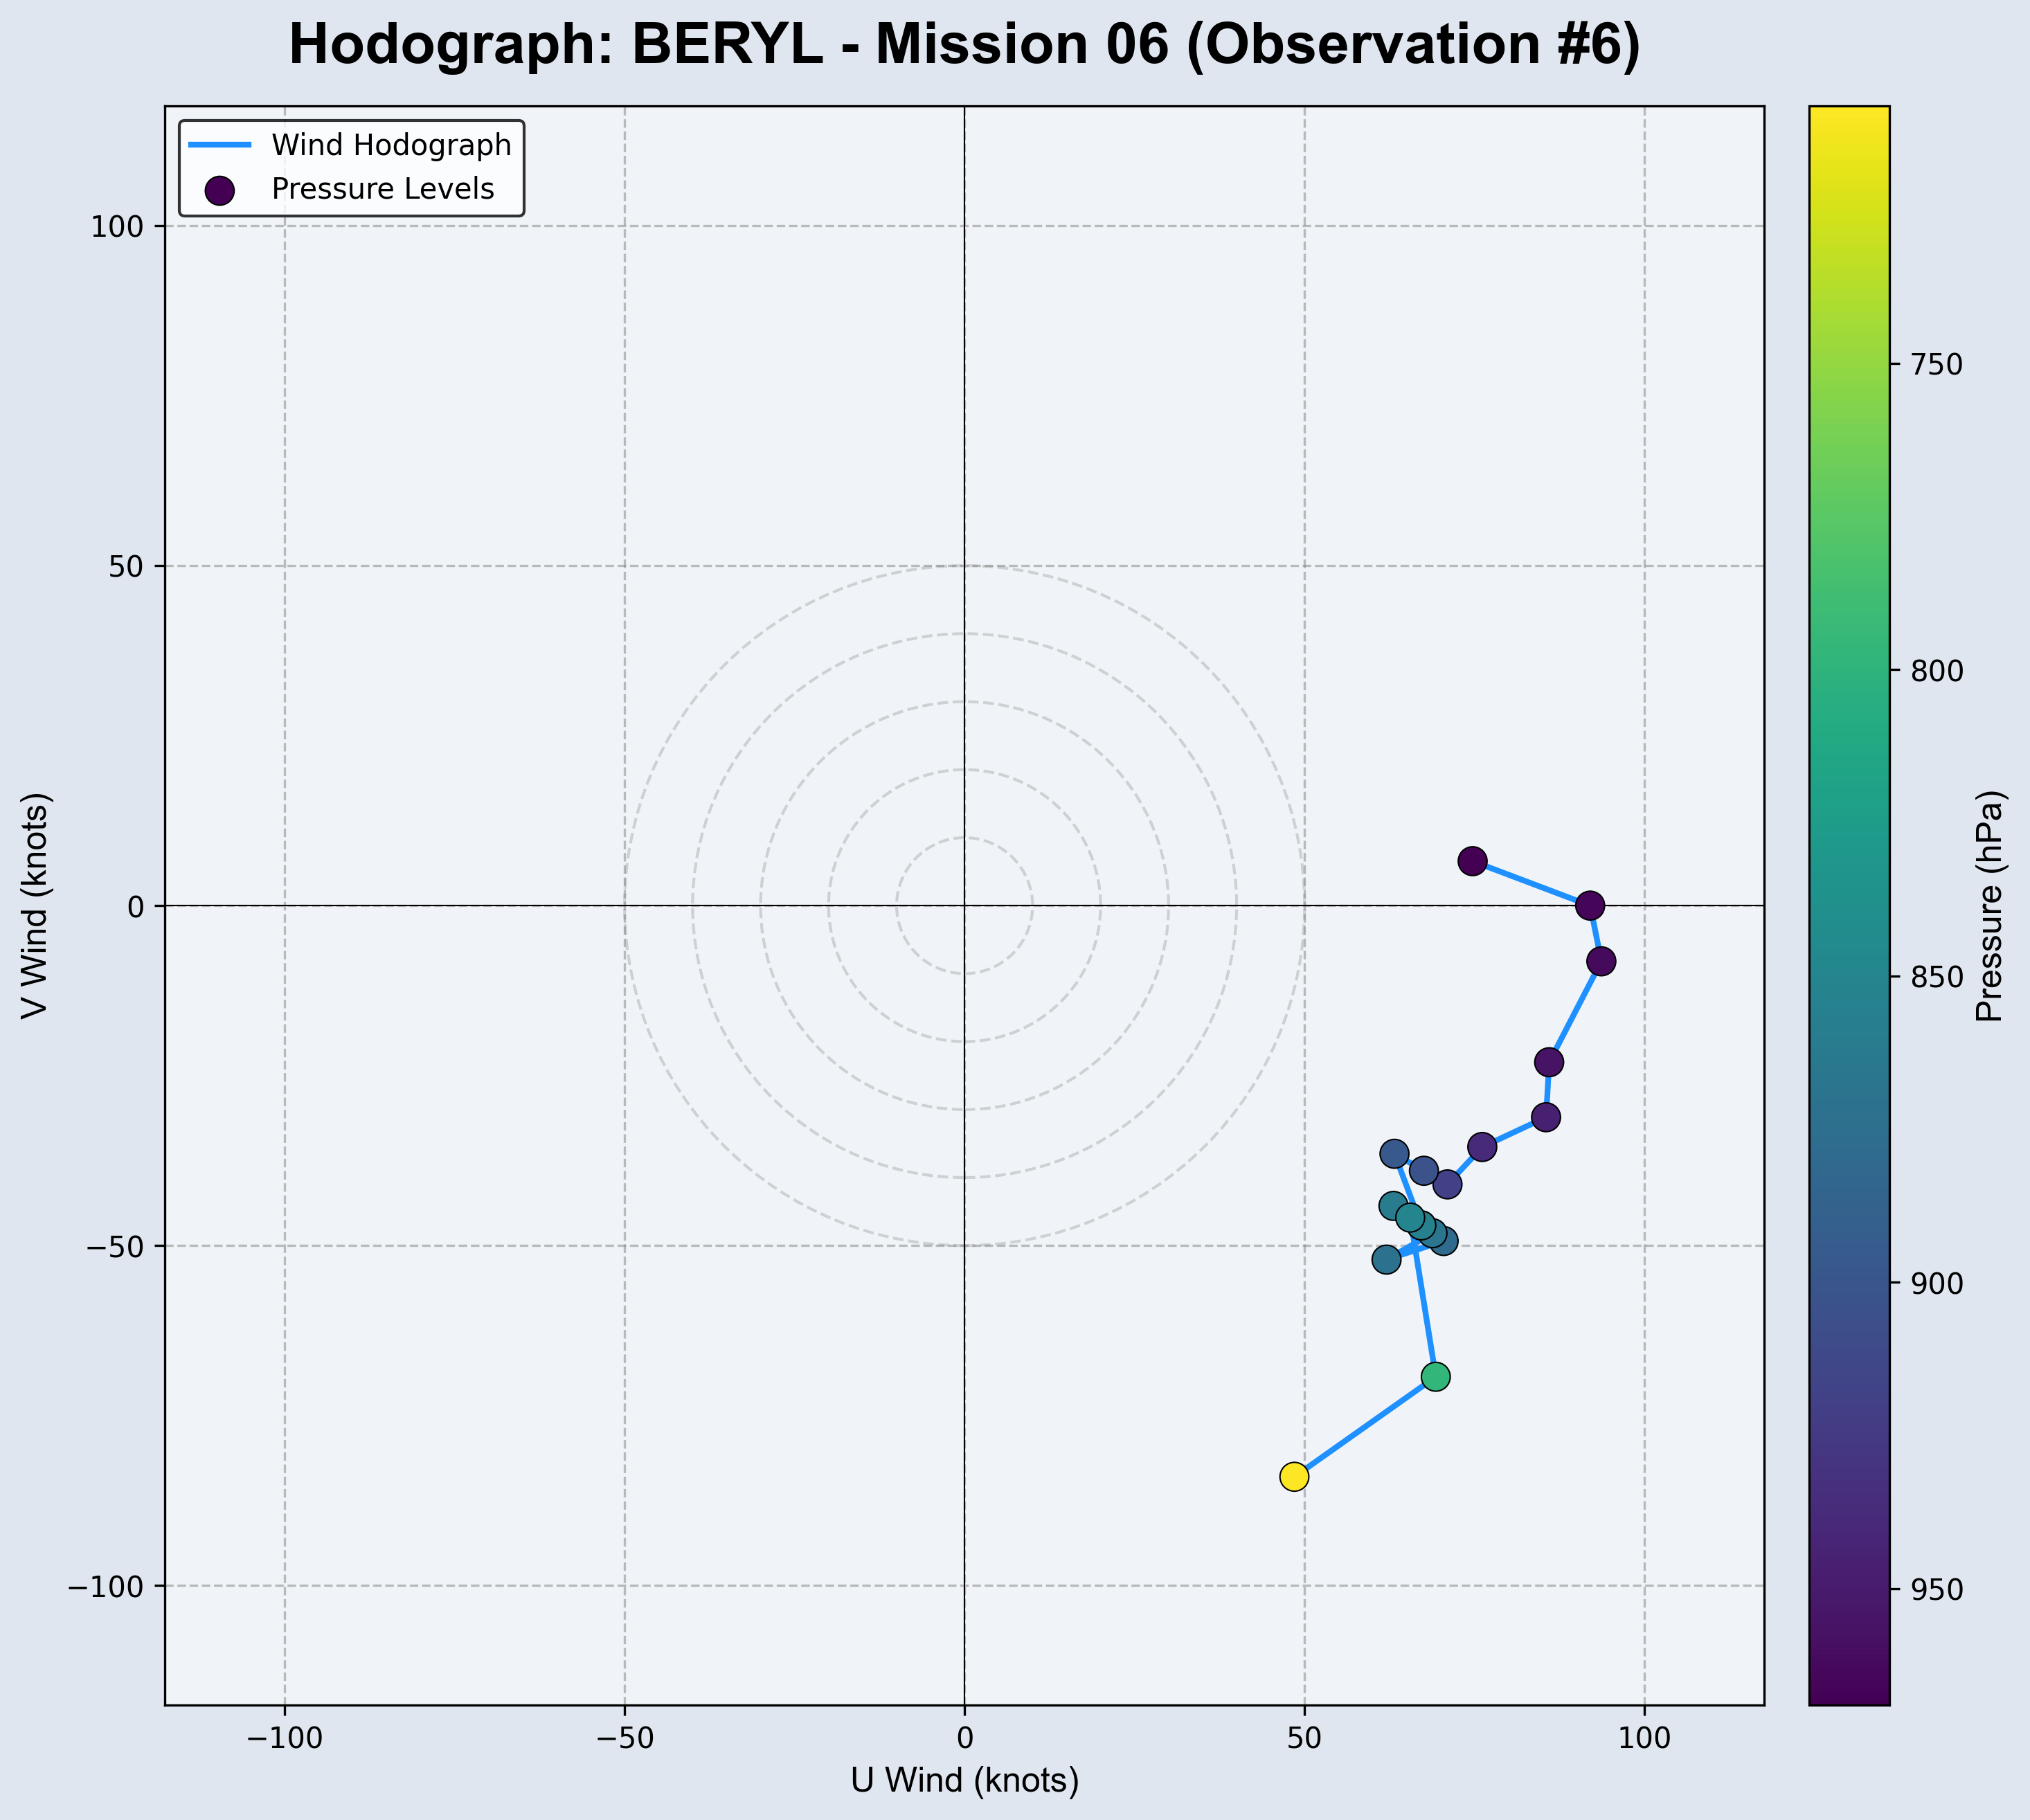 Hodograph: BERYL - Mission 06 (Observation #6)
Wind Hodograph
Pressure Levels
100
50
0
−50
−100
V Wind (knots)
−100
−50
0
50
100
U Wind (knots)
750
800
850
900
950
Pressure (hPa)